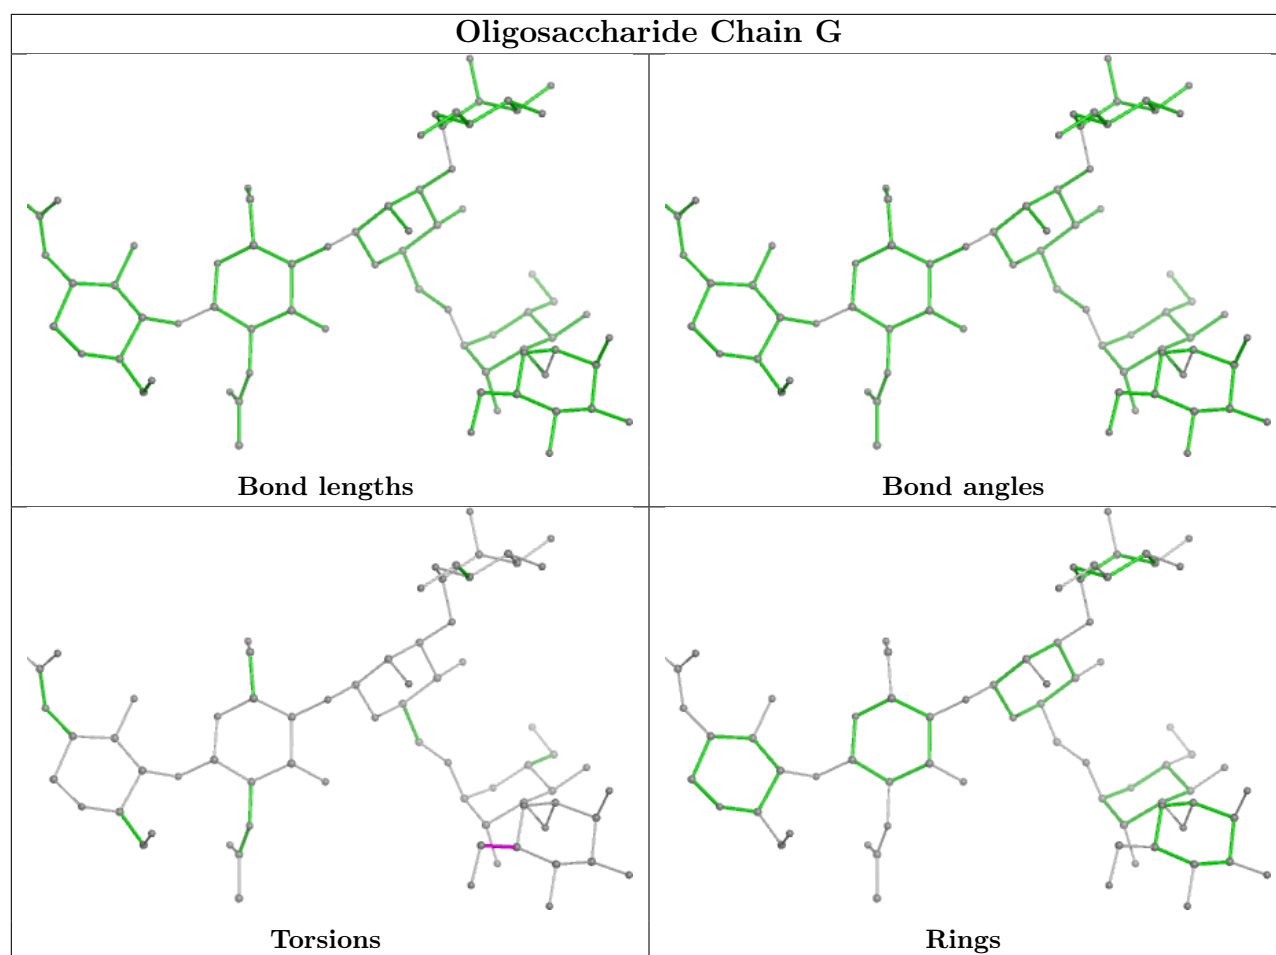 Oligosaccharide Chain G
Bond lengths
Bond angles
Torsions
Rings